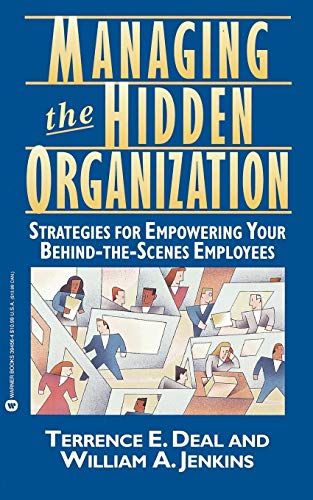 MANAGING
the HIDDEN
ORGANIZATION
STRATEGIES FOR EMPOWERING YOUR
BEHIND-THE-SCENES EMPLOYEES
TERRENCE E. DEAL AND
WILLIAM A. JENKINS